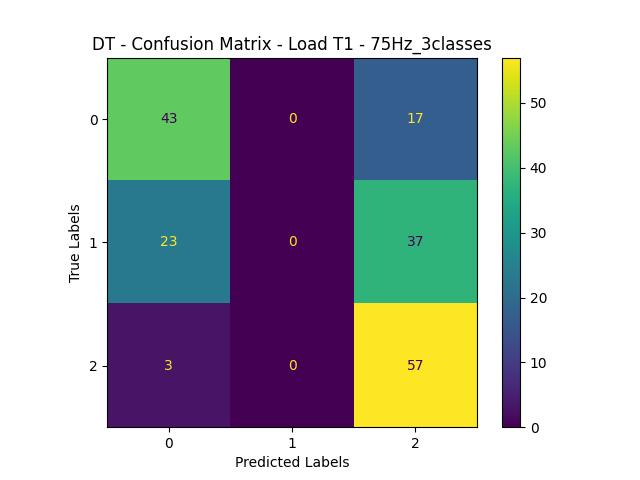 DT - Confusion Matrix - Load T1 - 75Hz_3classes
0 43 0 17
1 23 0 37
2 3 0 57
0 1 2
Predicted Labels
True Labels
50
40
30
20
10
0